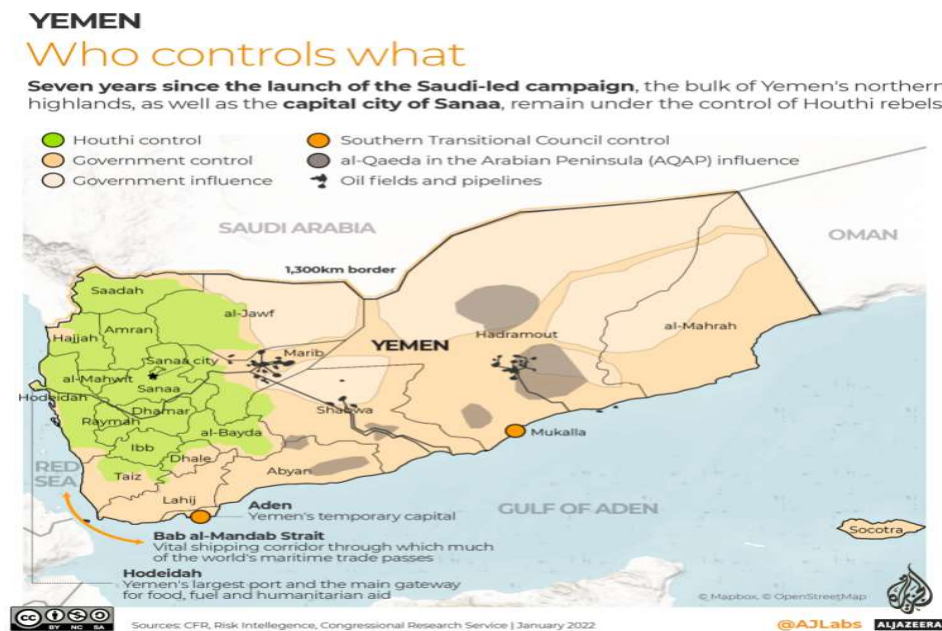 YEMEN
Who controls what
Seven years since the launch of the Saudi-led campaign, the bulk of Yemen's northern
highlands, as well as the capital city of Sanaa, remain under the control of Houthi rebels
Houthi control
Government control
Government influence
Southern Transitional Council control
al-Qaeda in the Arabian Peninsula (AQAP) influence
Oil fields and pipelines
SAUDI ARABIA
OMAN
1,300km border
Saadah
al-Jawf
Amran
Hajjah
Hadramout
al-Mahrah
YEMEN
Marib
Sanaa city
al-Mahwit
Sanaa
Hodeidah
Dhamar
Shabwa
Raymah
al-Bayda
Mukalla
Ibb
Dhale
RED
SEA
Taiz
Abyan
Lahij
Aden
Yemen's temporary capital
GULF OF ADEN
Socotra
Bab al-Mandab Strait
Vital shipping corridor through which much
of the world's maritime trade passes
Hodeidah
Yemen's largest port and the main gateway
for food, fuel and humanitarian aid
© Mapbox, © OpenStreetMap
cc BY NC SA
Sources: CFR, Risk Intellegence, Congressional Research Service | January 2022
@AJLabs
ALJAZEERA